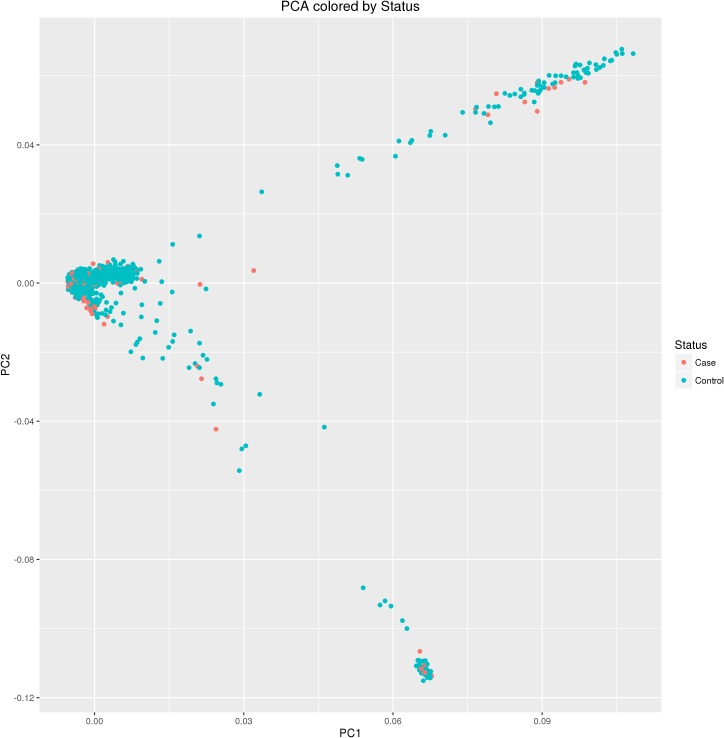 PCA colored by Status
0.04
0.00
-0.04
-0.08
-0.12
PC2
0.00
0.03
0.06
0.09
PC1
Status
Case
Control